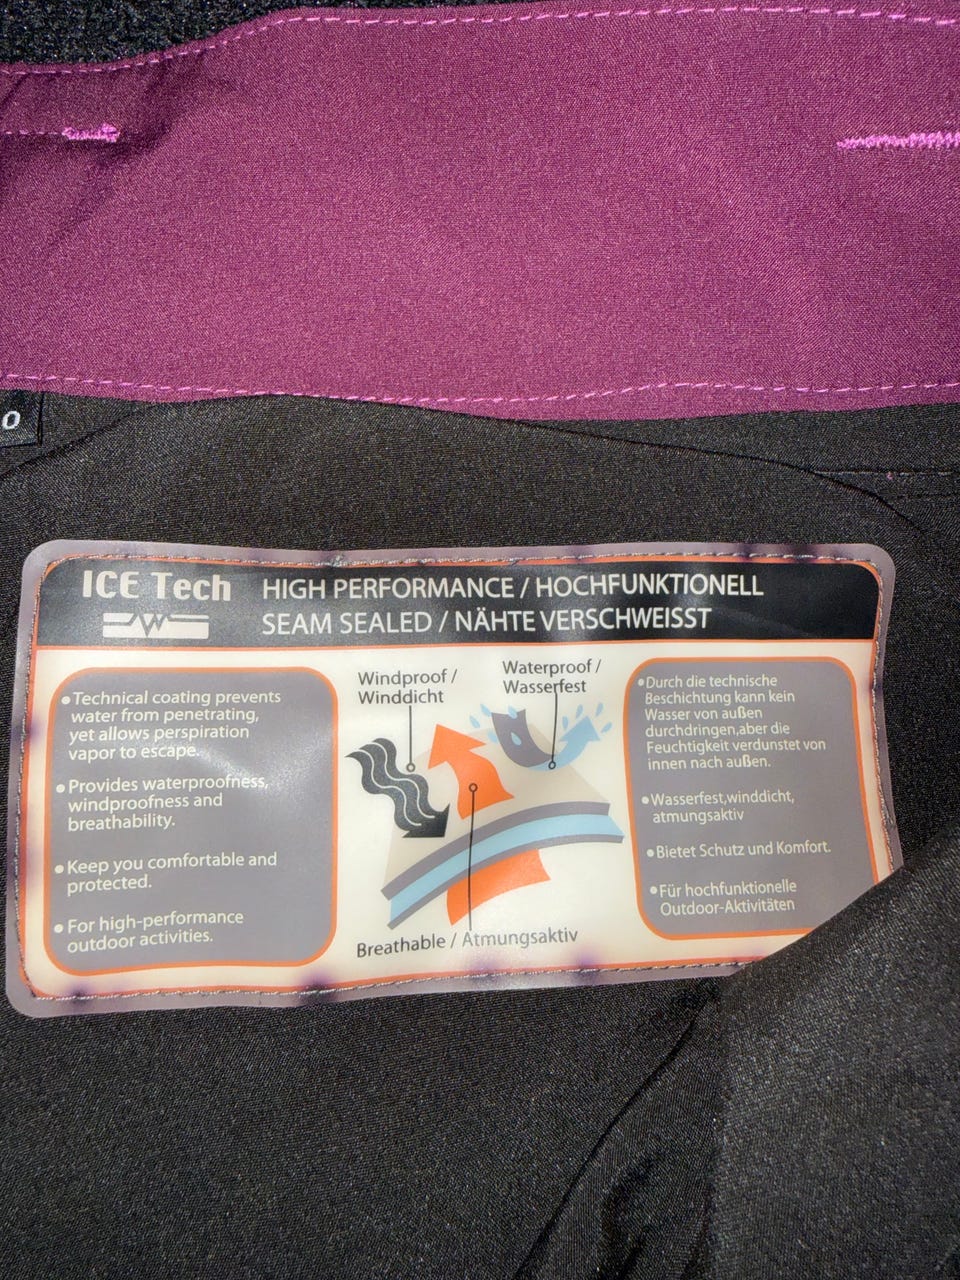 O
ICE Tech
HIGH PERFORMANCE / HOCHFUNKTIONELL
SEAM SEALED / NÄHTE VERSCHWEISST
•Technical coating prevents
water from penetrating,
yet allows perspiration
vapor to escape.
•Provides waterproofness,
windproofness and
breathability.
•Keep you comfortable and
protected.
•For high-performance
outdoor activities.
Windproof /
Winddicht
Waterproof /
Wasserfest
Breathable / Atmungsaktiv
•Durch die technische
Beschichtung kann kein
Wasser von außen
durchdringen,aber die
Feuchtigkeit verdunstet von
innen nach außen.
•Wasserfest,winddicht,
atmungsaktiv
•Bietet Schutz und Komfort.
•Für hochfunktionelle
Outdoor-Aktivitäten